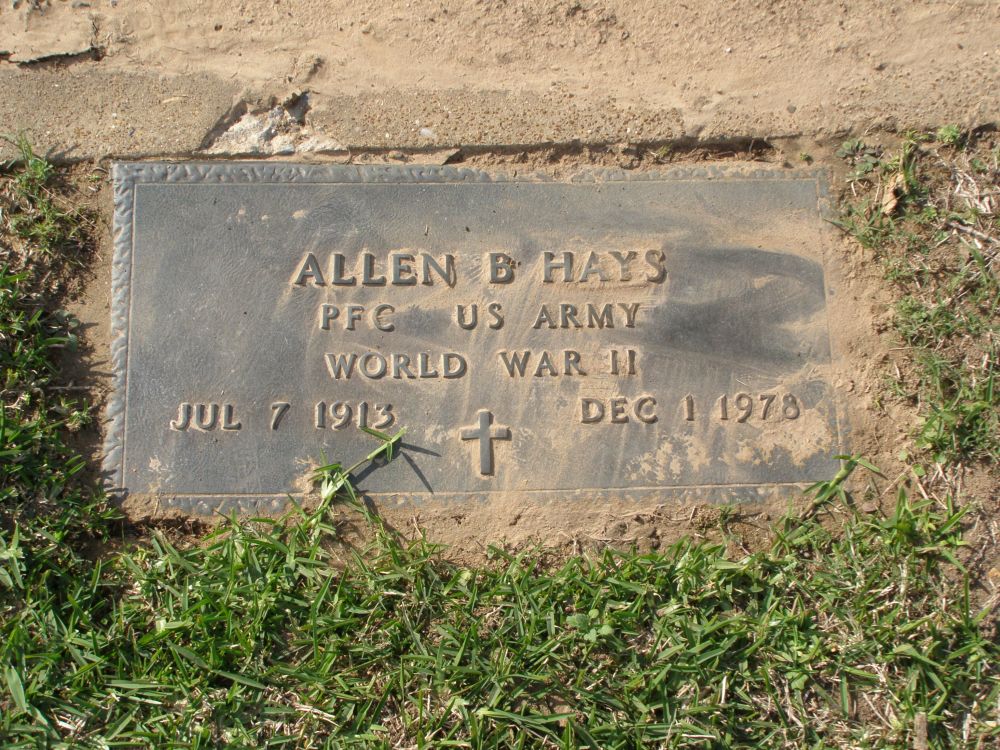 ALLEN B HAYS
PFC US ARMY
WORLD WAR II
JUL 7 1913 DEC 1 1978